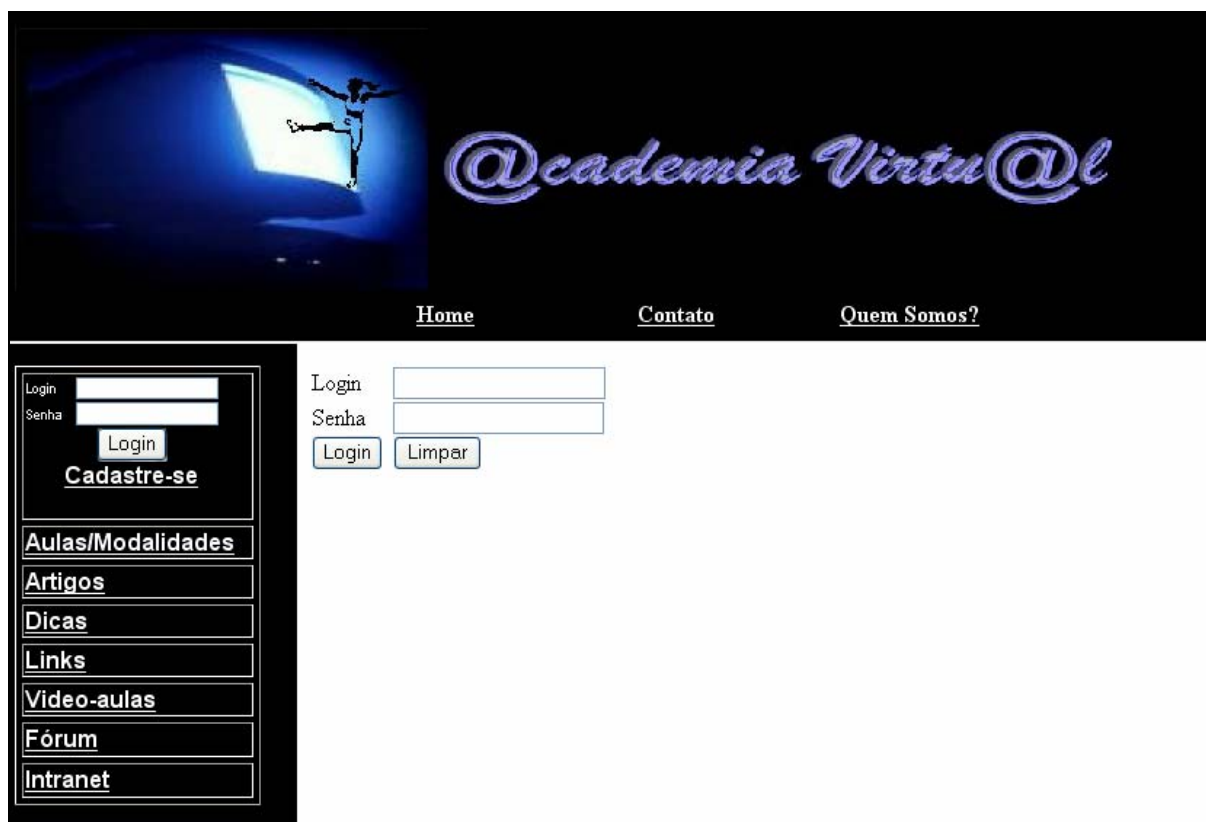 @cademia Virtu@l
Home Contato Quem Somos?
Login
Senha
Login
Cadastre-se
Aulas/Modalidades
Artigos
Dicas
Links
Video-aulas
Fórum
Intranet
Login
Senha
Login Limpar